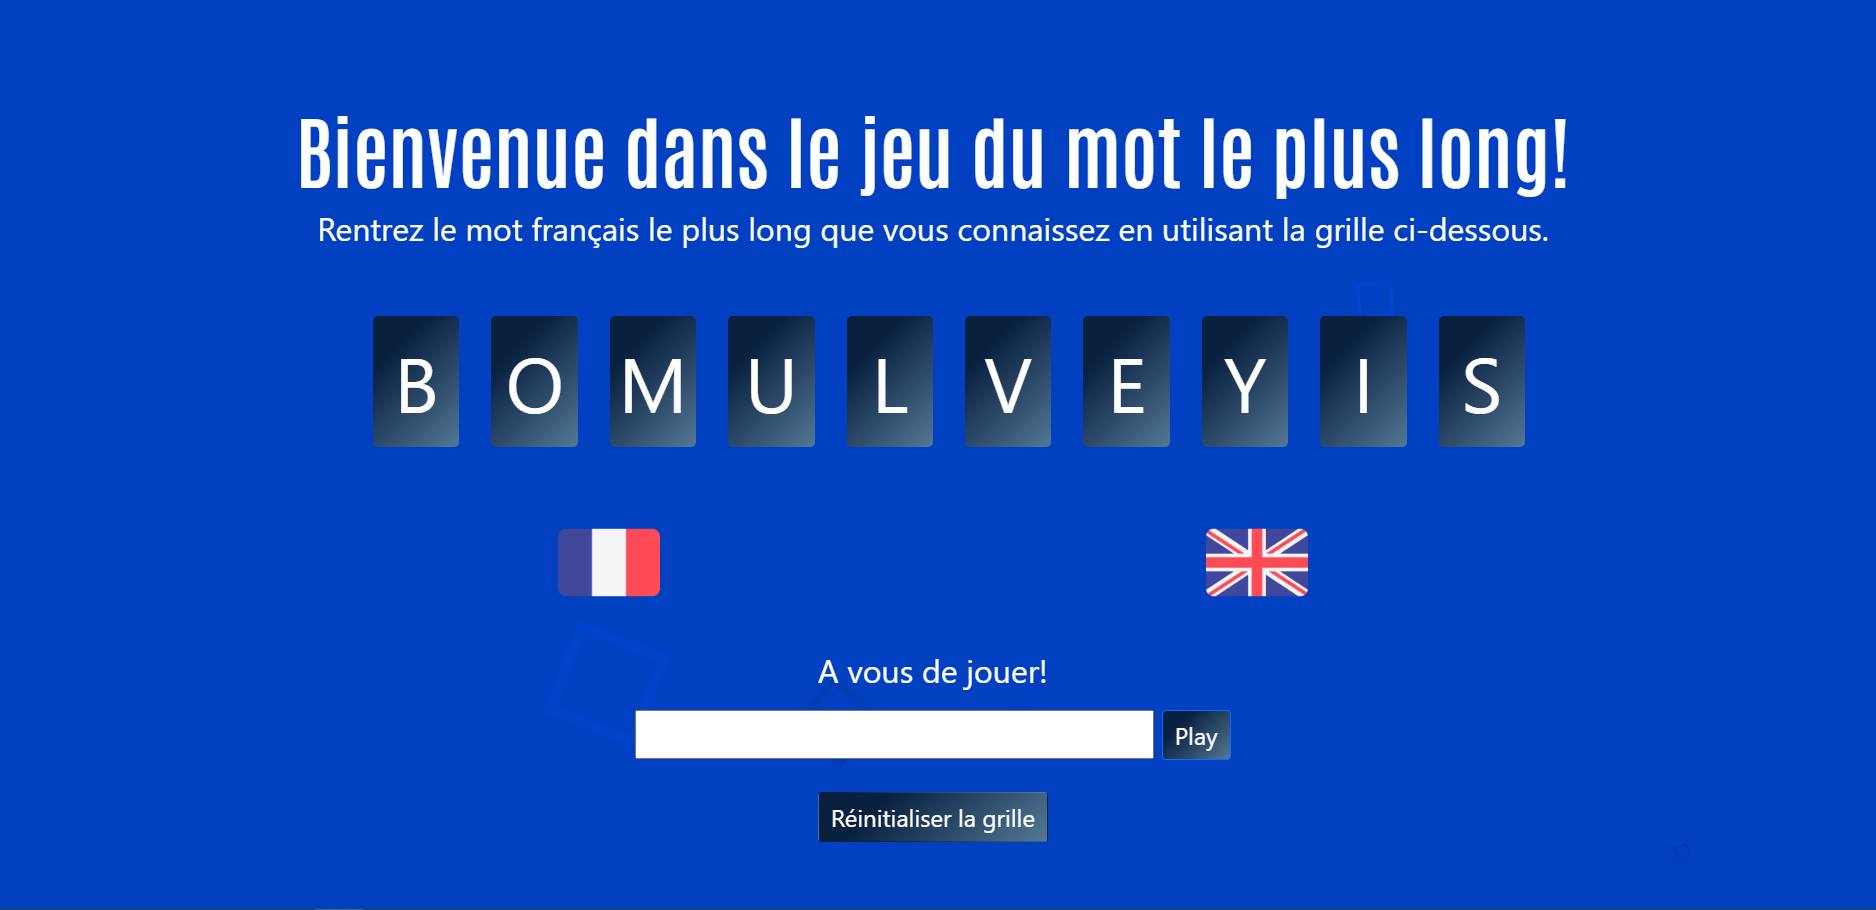 Bienvenue dans le jeu du mot le plus long!
Rentrez le mot français le plus long que vous connaissez en utilisant la grille ci-dessous.
B O M U L V E Y I S
A vous de jouer!
Play
Réinitialiser la grille